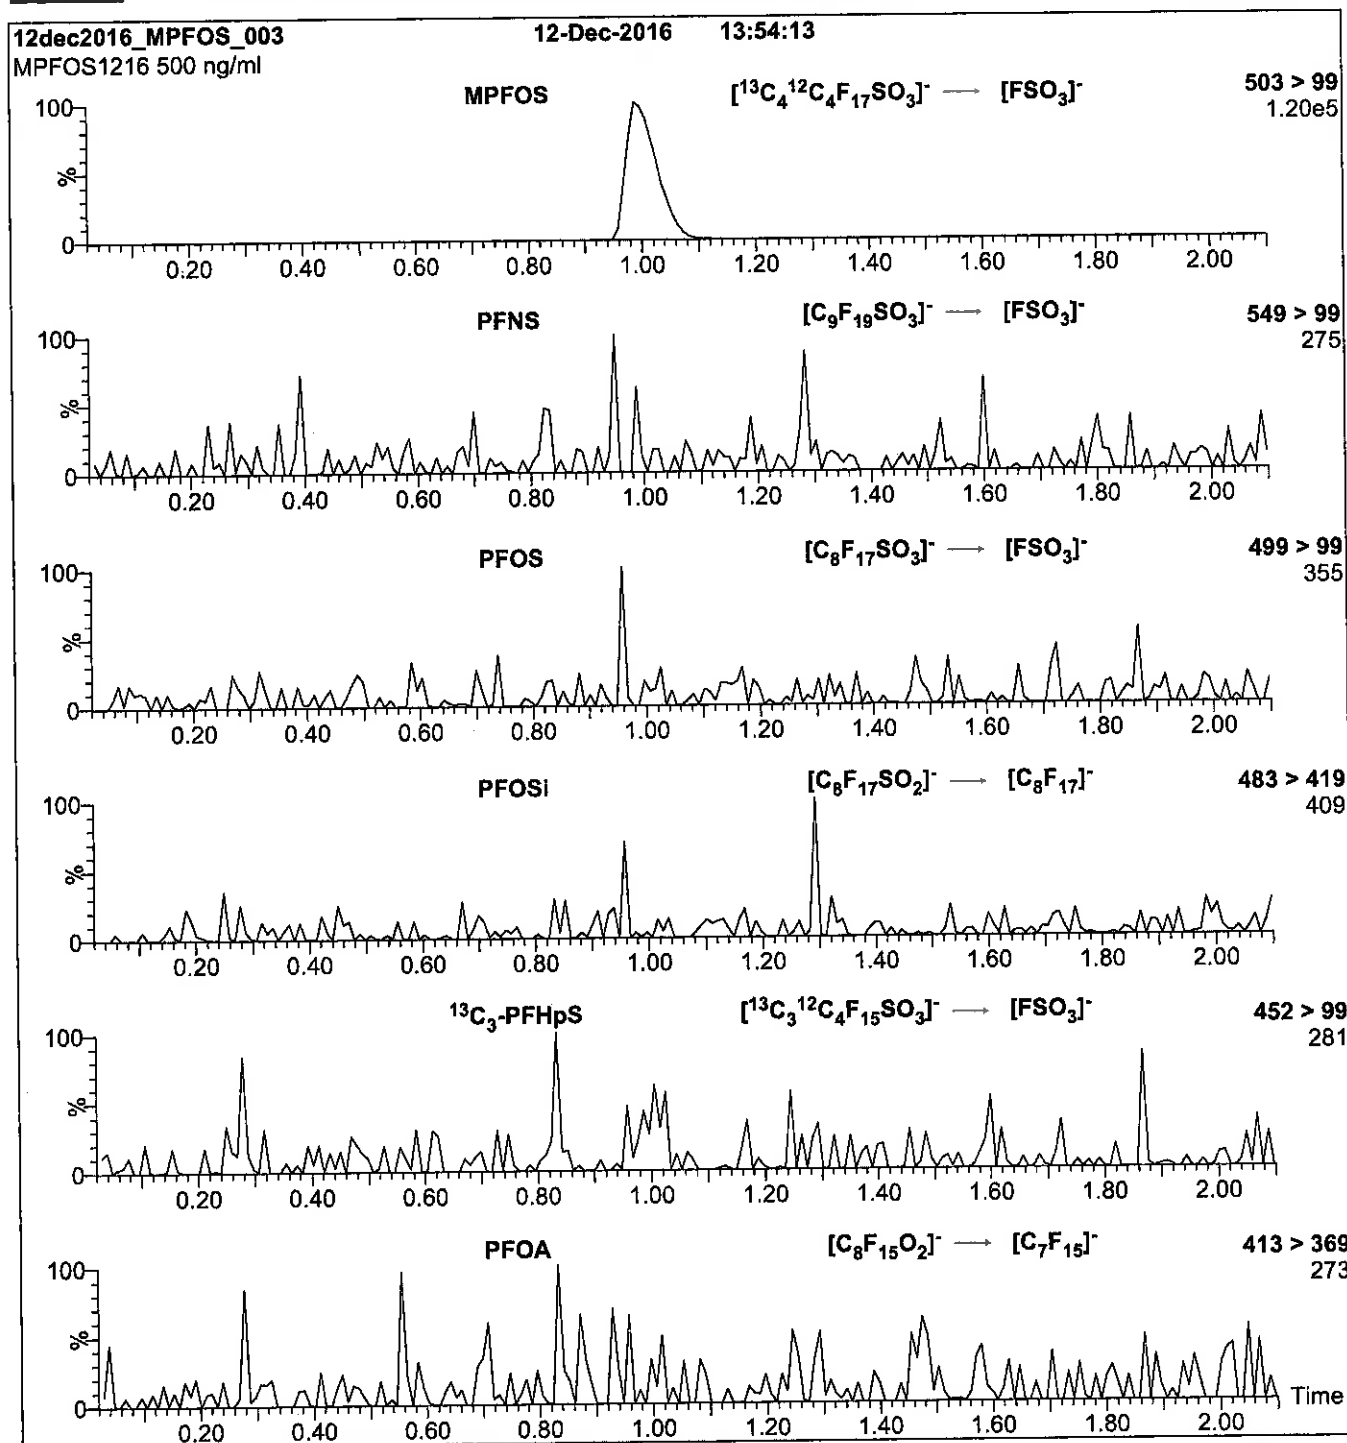 12dec2016_MPFOS_003 12-Dec-2016 13:54:13
MPFOS1216 500 ng/ml
MPFOS [¹³C₄¹²C₄F₁₇SO₃]⁻ → [FSO₃]⁻ 503 > 99
1.20e5
100
%
0
0.20 0.40 0.60 0.80 1.00 1.20 1.40 1.60 1.80 2.00
PFNS [C₉F₁₉SO₃]⁻ → [FSO₃]⁻ 549 > 99
275
100
%
0
0.20 0.40 0.60 0.80 1.00 1.20 1.40 1.60 1.80 2.00
PFOS [C₈F₁₇SO₃]⁻ → [FSO₃]⁻ 499 > 99
355
100
%
0
0.20 0.40 0.60 0.80 1.00 1.20 1.40 1.60 1.80 2.00
PFOSi [C₈F₁₇SO₂]⁻ → [C₈F₁₇]⁻ 483 > 419
409
100
%
0
0.20 0.40 0.60 0.80 1.00 1.20 1.40 1.60 1.80 2.00
¹³C₃-PFHpS [¹³C₃¹²C₄F₁₅SO₃]⁻ → [FSO₃]⁻ 452 > 99
281
100
%
0
0.20 0.40 0.60 0.80 1.00 1.20 1.40 1.60 1.80 2.00
PFOA [C₈F₁₅O₂]⁻ → [C₇F₁₅]⁻ 413 > 369
273
100
%
0
Time
0.20 0.40 0.60 0.80 1.00 1.20 1.40 1.60 1.80 2.00